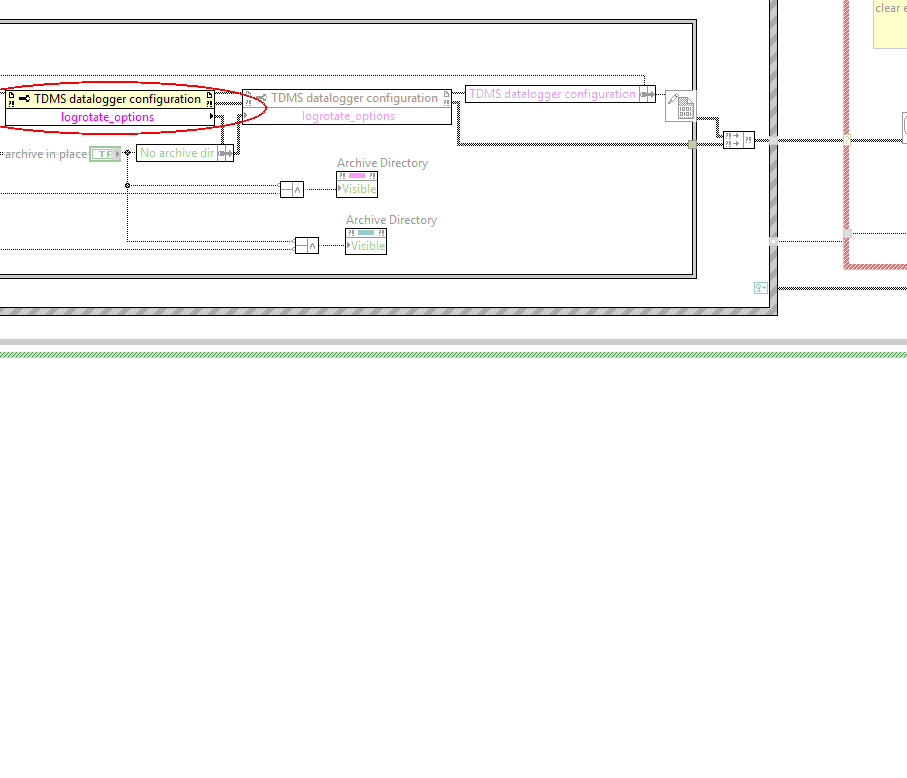 clear e
TDMS datalogger configuration
logrotate_options
TDMS datalogger configuration
logrotate_options
TDMS datalogger configuration
archive in place
TF
No archive dir
Archive Directory
Visible
Archive Directory
Visible
A
A